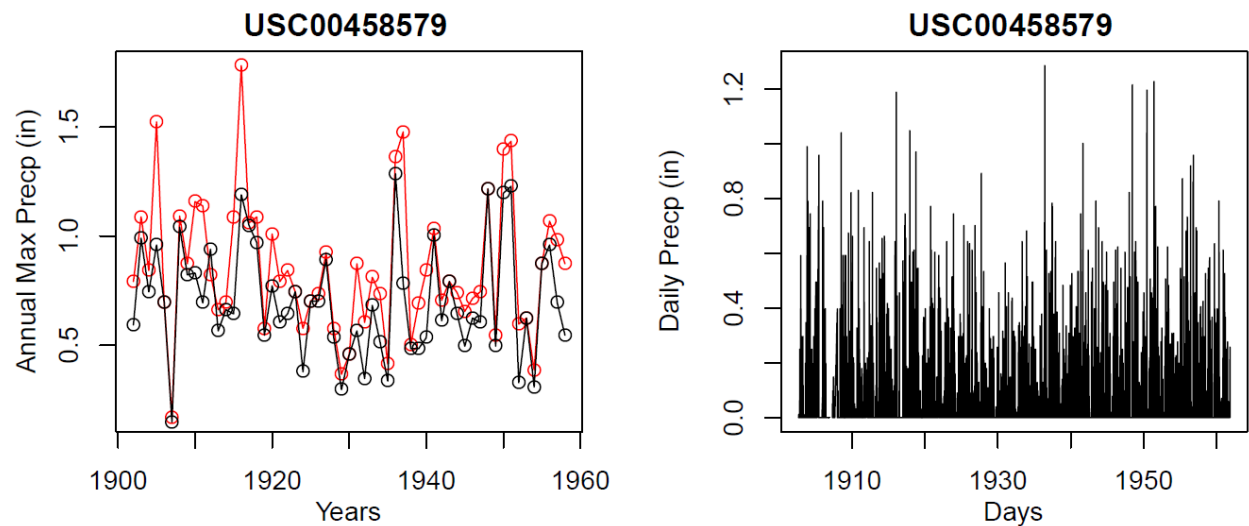 USC00458579
Annual Max Precp (in)
0.5
1.0
1.5
1900
1920
1940
1960
Years
USC00458579
Daily Precp (in)
0.0
0.4
0.8
1.2
1910
1930
1950
Days